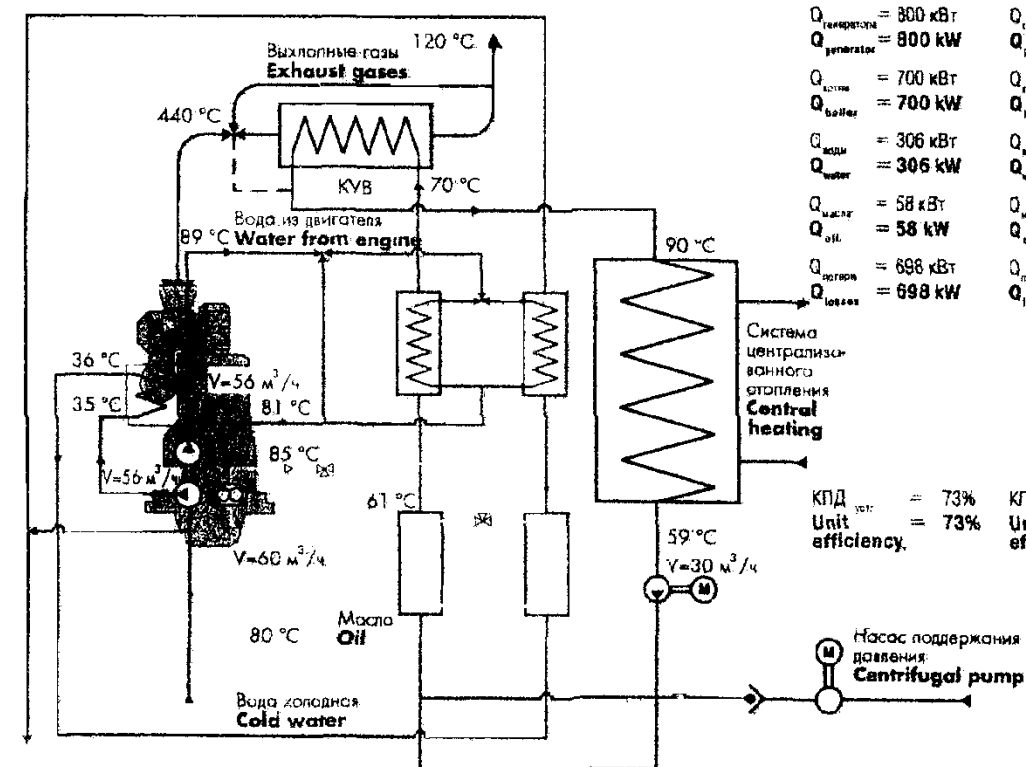 120 °C
Выхлопные газы
Exhaust gases
440 °C
КУВ
70 °C
Вода из двигателя
89 °C Water from engine
90 °C
36 °C
V=56 м³/ч
35 °C
81 °C
85 °C
V=56 м³/ч
61 °C
59 °C
V=60 м³/ч
V=30 м³/ч
M
Масло
Oil
80 °C
Вода холодная
Cold water
Система
централизо-
ванного
отопления
Central
heating
M
Насос поддержания
давления
Centrifugal pump
Q генератора = 800 кВт
Q generator = 800 kW
= 700 кВт
Q boiler = 700 kW
Q воды = 306 кВт
Q water = 306 kW
Q масла = 58 кВт
Q oil = 58 kW
Q потери = 698 кВт
Q losses = 698 kW
КПД уст. = 73%
Unit = 73%
efficiency